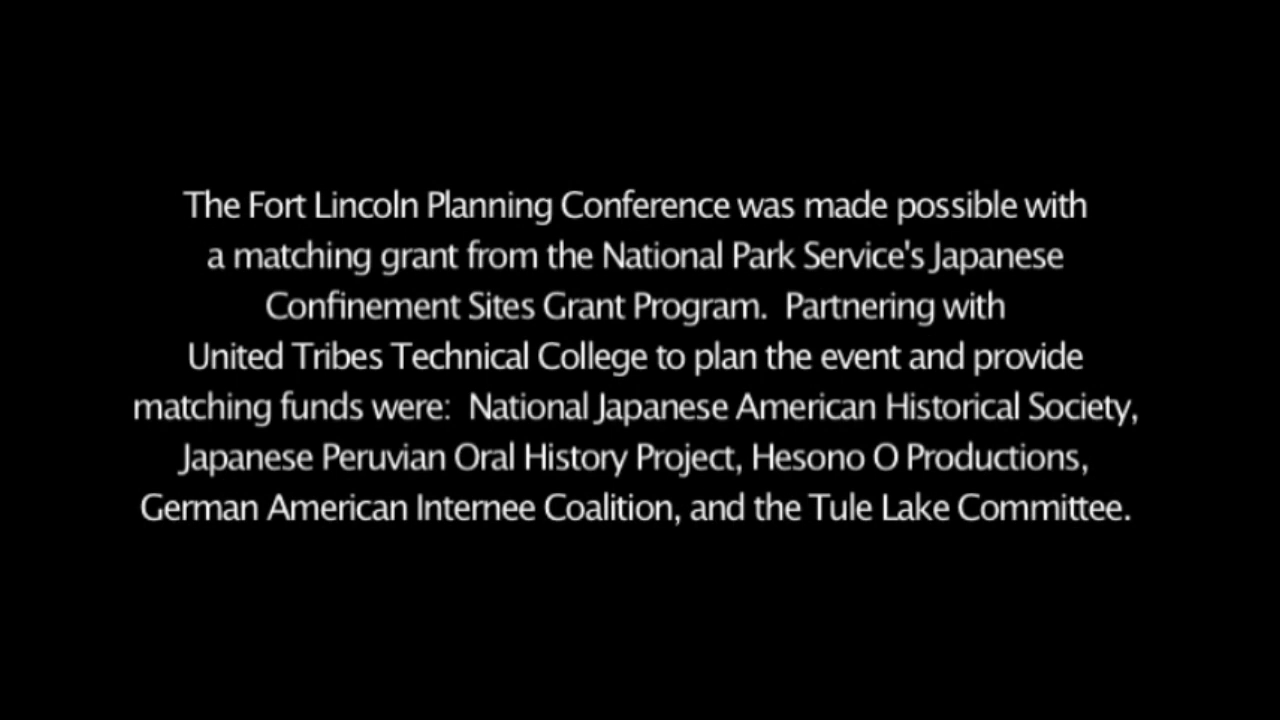 The Fort Lincoln Planning Conference was made possible with
a matching grant from the National Park Service's Japanese
Confinement Sites Grant Program.  Partnering with
United Tribes Technical College to plan the event and provide
matching funds were:  National Japanese American Historical Society,
Japanese Peruvian Oral History Project, Hesono O Productions,
German American Internee Coalition, and the Tule Lake Committee.